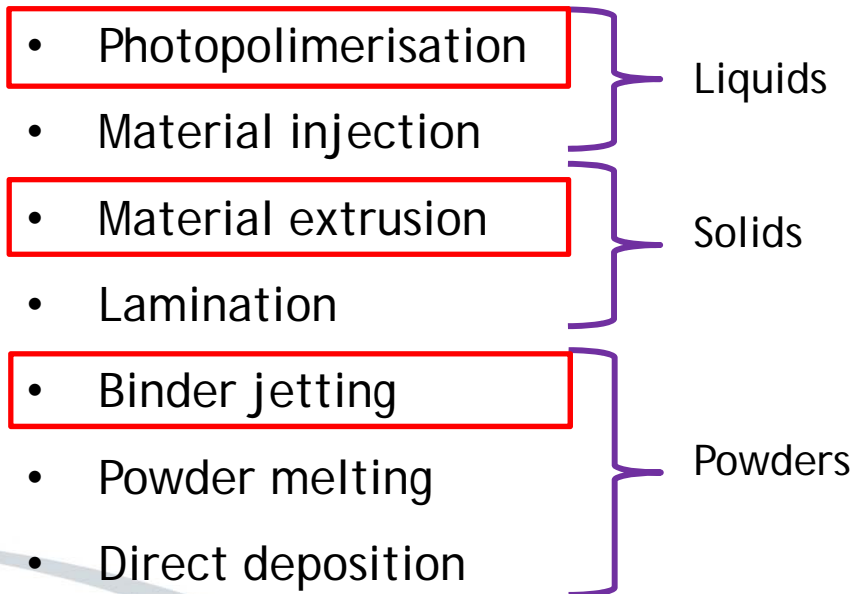 • Photopolimerisation
• Material injection
Liquids
• Material extrusion
• Lamination
Solids
• Binder jetting
• Powder melting
• Direct deposition
Powders